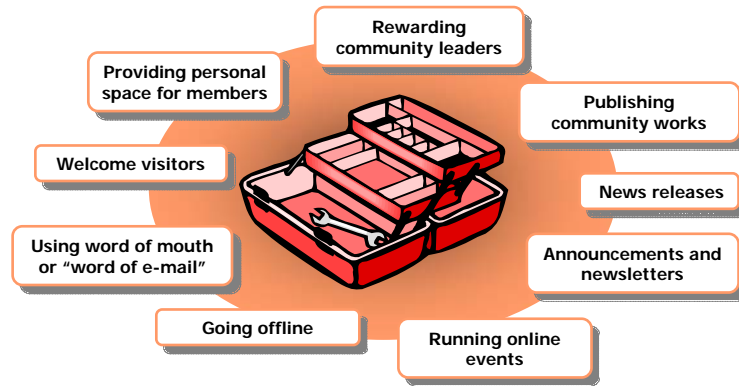 Rewarding
community leaders
Providing personal
space for members
Publishing
community works
Welcome visitors
News releases
Using word of mouth
or “word of e-mail”
Announcements and
newsletters
Going offline
Running online
events